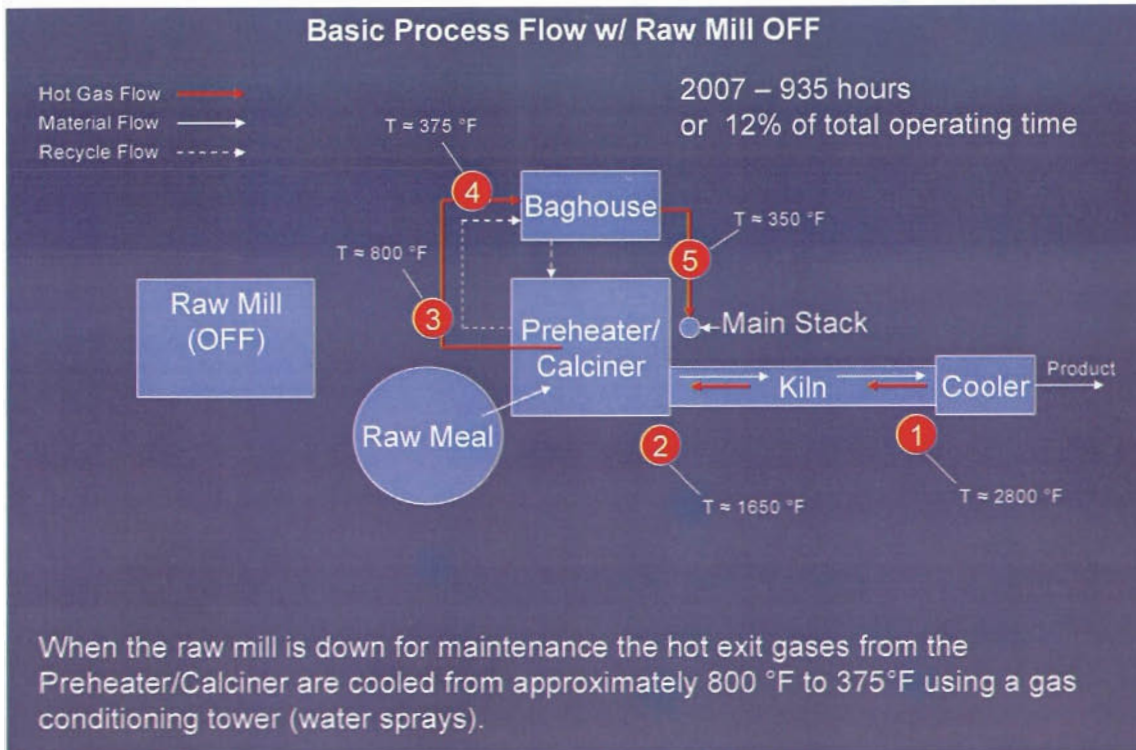 Basic Process Flow w/ Raw Mill OFF
Hot Gas Flow
Material Flow
Recycle Flow
2007 – 935 hours
or 12% of total operating time
T ≈ 375 °F
4
Baghouse
T ≈ 350 °F
T ≈ 800 °F
5
Raw Mill
(OFF)
3
Preheater/
Calciner
Main Stack
Product
Kiln
Cooler
Raw Meal
2
1
T ≈ 1650 °F
T ≈ 2800 °F
When the raw mill is down for maintenance the hot exit gases from the
Preheater/Calciner are cooled from approximately 800 °F to 375°F using a gas
conditioning tower (water sprays).